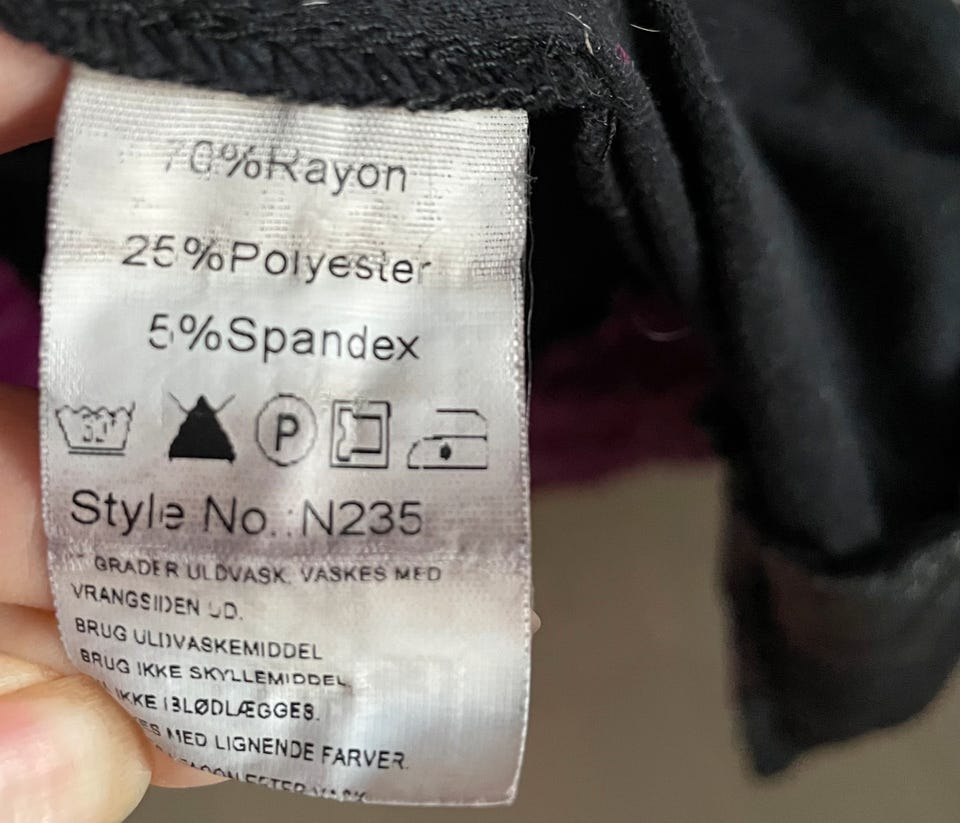 70%Rayon
25%Polyester
5%Spandex
30° P
Style No.:N235
GRADER ULDVASK. VASKES MED
VRANGSIDEN UD.
BRUG ULDVASKEMIDDEL
BRUG IKKE SKYLLEMIDDEL
IKKE IBLØDLÆGGES.
MED LIGNENDE FARVER.